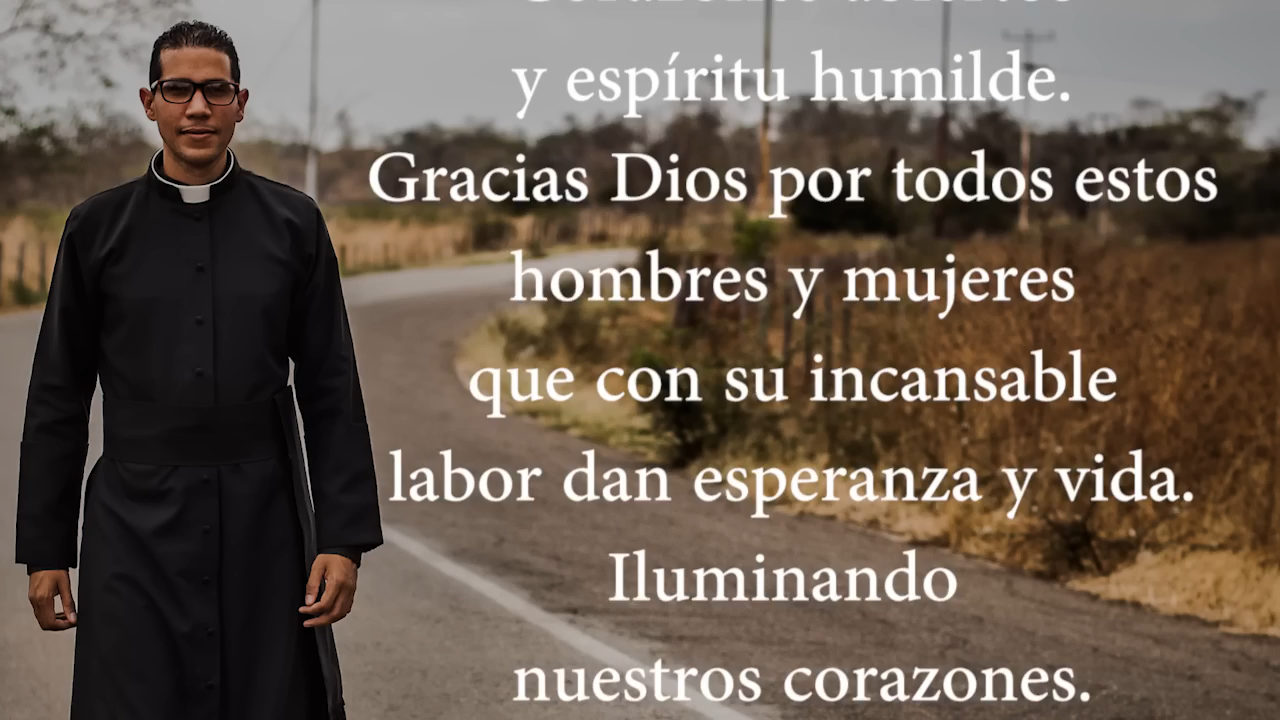 y espíritu humilde.
Gracias Dios por todos estos
hombres y mujeres
que con su incansable
labor dan esperanza y vida.
Iluminando
nuestros corazones.